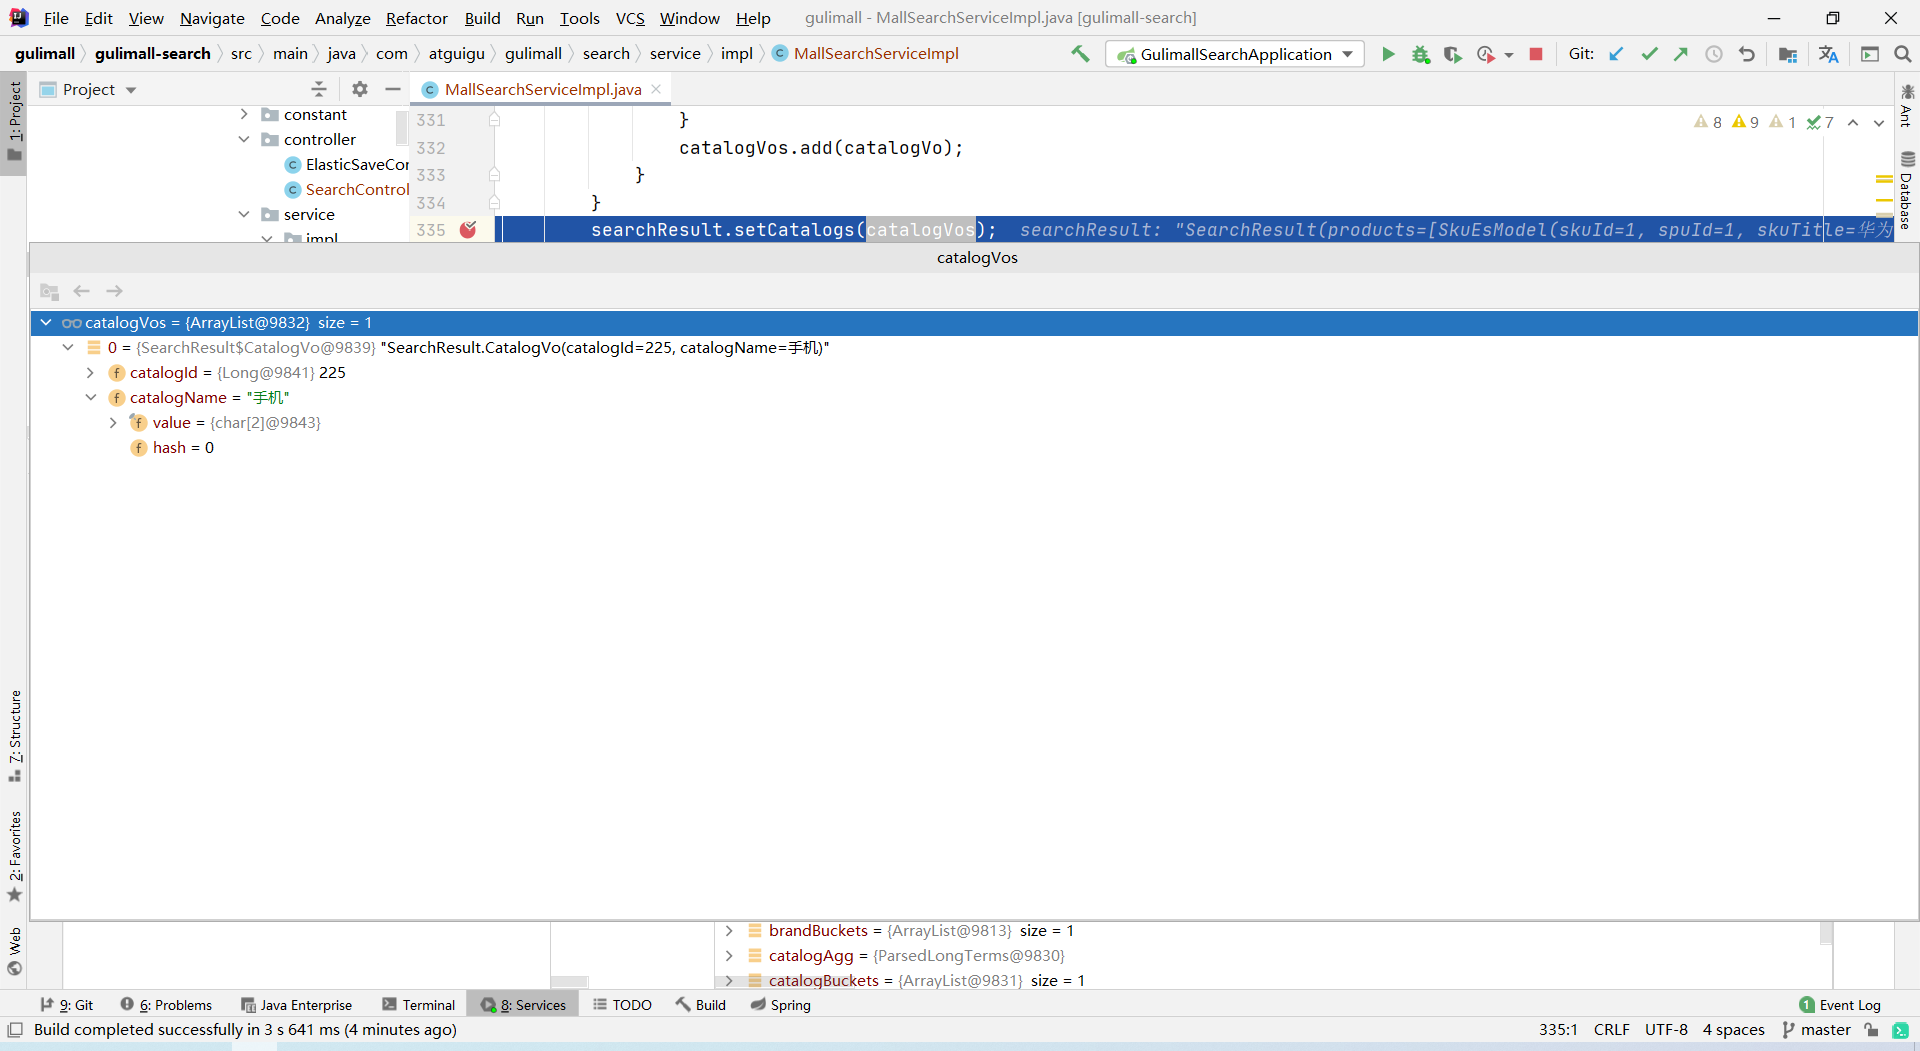 File Edit View Navigate Code Analyze Refactor Build Run Tools VCS Window Help gulimall - MallSearchServiceImpl.java [gulimall-search]
gulimall gulimall-search src main java com atguigu gulimall search service impl MallSearchServiceImpl GulimallSearchApplication Git:
1: Project
Project
MallSearchServiceImpl.java
constant
controller
ElasticSaveCor
SearchControl
service
impl
331 }
332 catalogVos.add(catalogVo);
333 }
334 }
335 searchResult.setCatalogs(catalogVos); searchResult: "SearchResult(products=[SkuEsModel(skuId=1, spuId=1, skuTitle=华为
8 9 1 7
Ant
Database
catalogVos
catalogVos = {ArrayList@9832} size = 1
0 = {SearchResult$CatalogVo@9839} "SearchResult.CatalogVo(catalogId=225, catalogName=手机)"
catalogId = {Long@9841} 225
catalogName = "手机"
value = {char[2]@9843}
hash = 0
7: Structure
2: Favorites
Web
brandBuckets = {ArrayList@9813} size = 1
catalogAgg = {ParsedLongTerms@9830}
catalogBuckets = {ArrayList@9831} size = 1
9: Git 6: Problems Java Enterprise Terminal 8: Services TODO Build Spring 1 Event Log
Build completed successfully in 3 s 641 ms (4 minutes ago) 335:1 CRLF UTF-8 4 spaces master